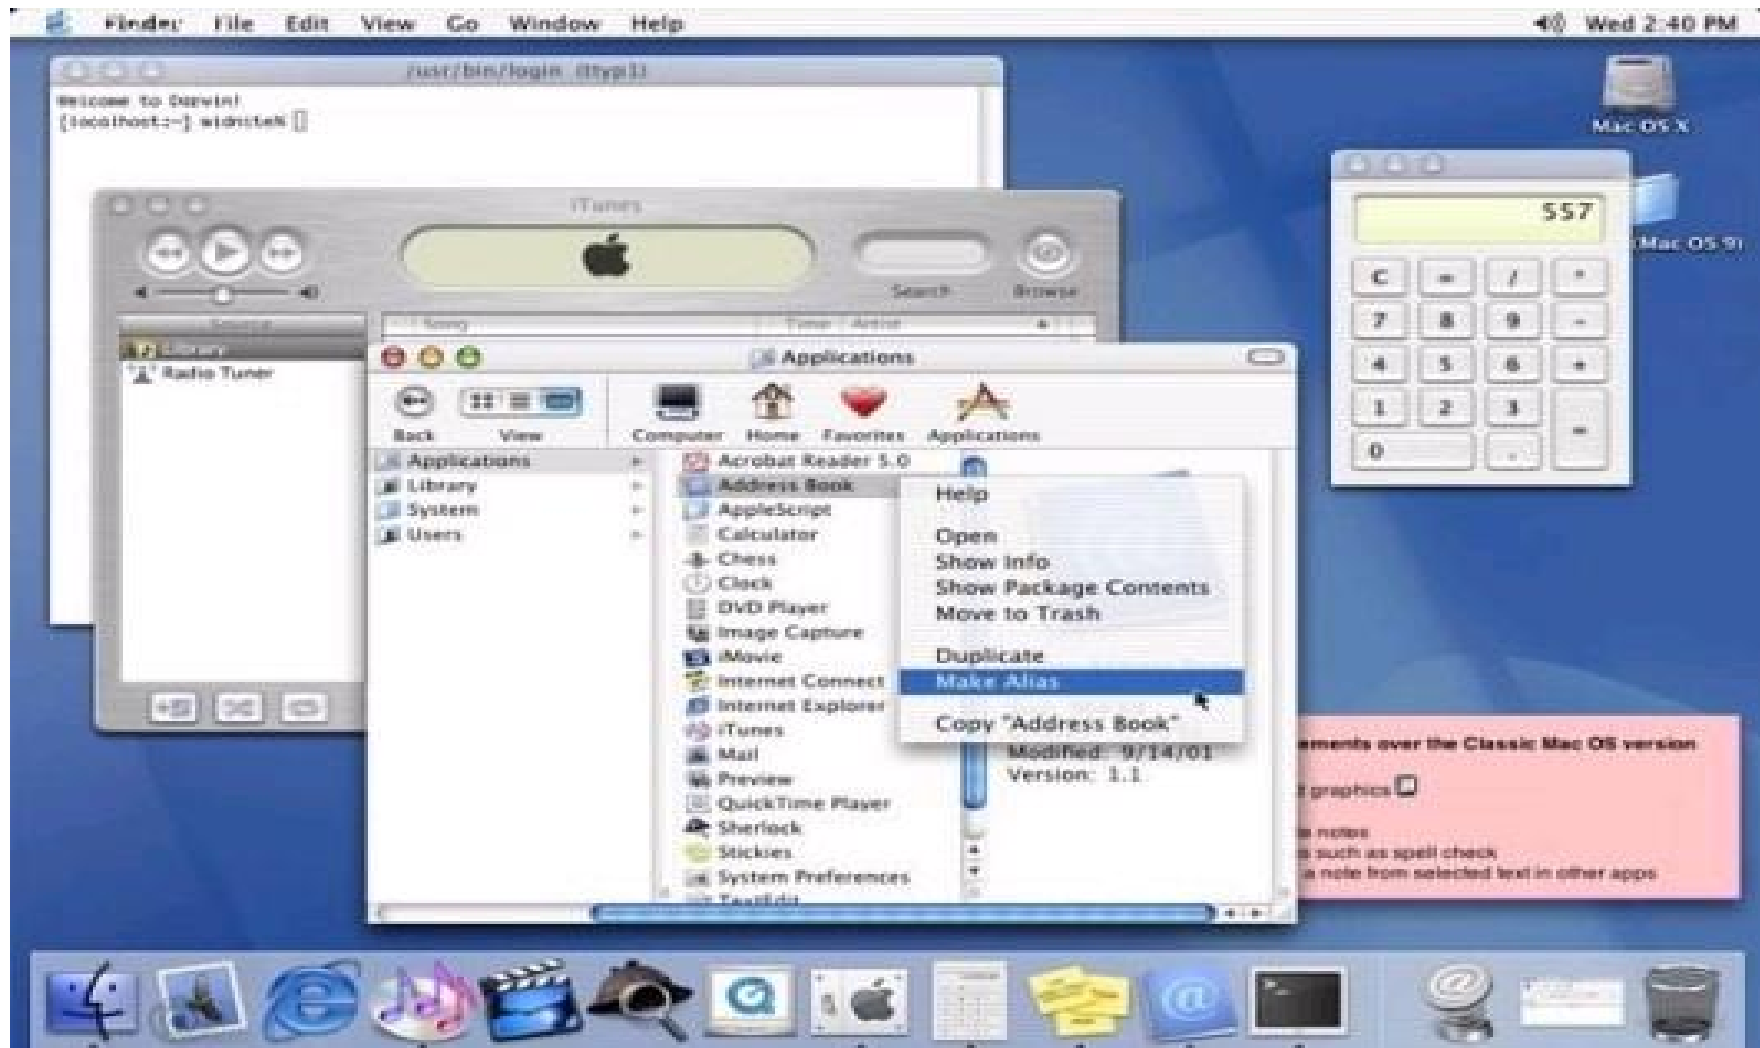 Finder File Edit View Go Window Help
Wed 2:40 PM
/usr/bin/login (ttyp1)
Welcome to Darwin!
[localhost:~]
Mac OS X
(Mac OS 9)
557
C = / *
7 8 9 -
4 5 6 +
1 2 3
0 . =
iTunes
Search Browse
Source
Song Time Artist
Library
Radio Tuner
Applications
Back View Computer Home Favorites Applications
Applications
Library
System
Users
Acrobat Reader 5.0
Address Book
AppleScript
Calculator
Chess
Clock
DVD Player
Image Capture
iMovie
Internet Connect
Internet Explorer
iTunes
Mail
Preview
QuickTime Player
Sherlock
Stickies
System Preferences
TextEdit
Help
Open
Show Info
Show Package Contents
Move to Trash
Duplicate
Make Alias
Copy "Address Book"
Modified: 9/14/01
Version: 1.1
ements over the Classic Mac OS version
graphics
notes
such as spell check
a note from selected text in other apps